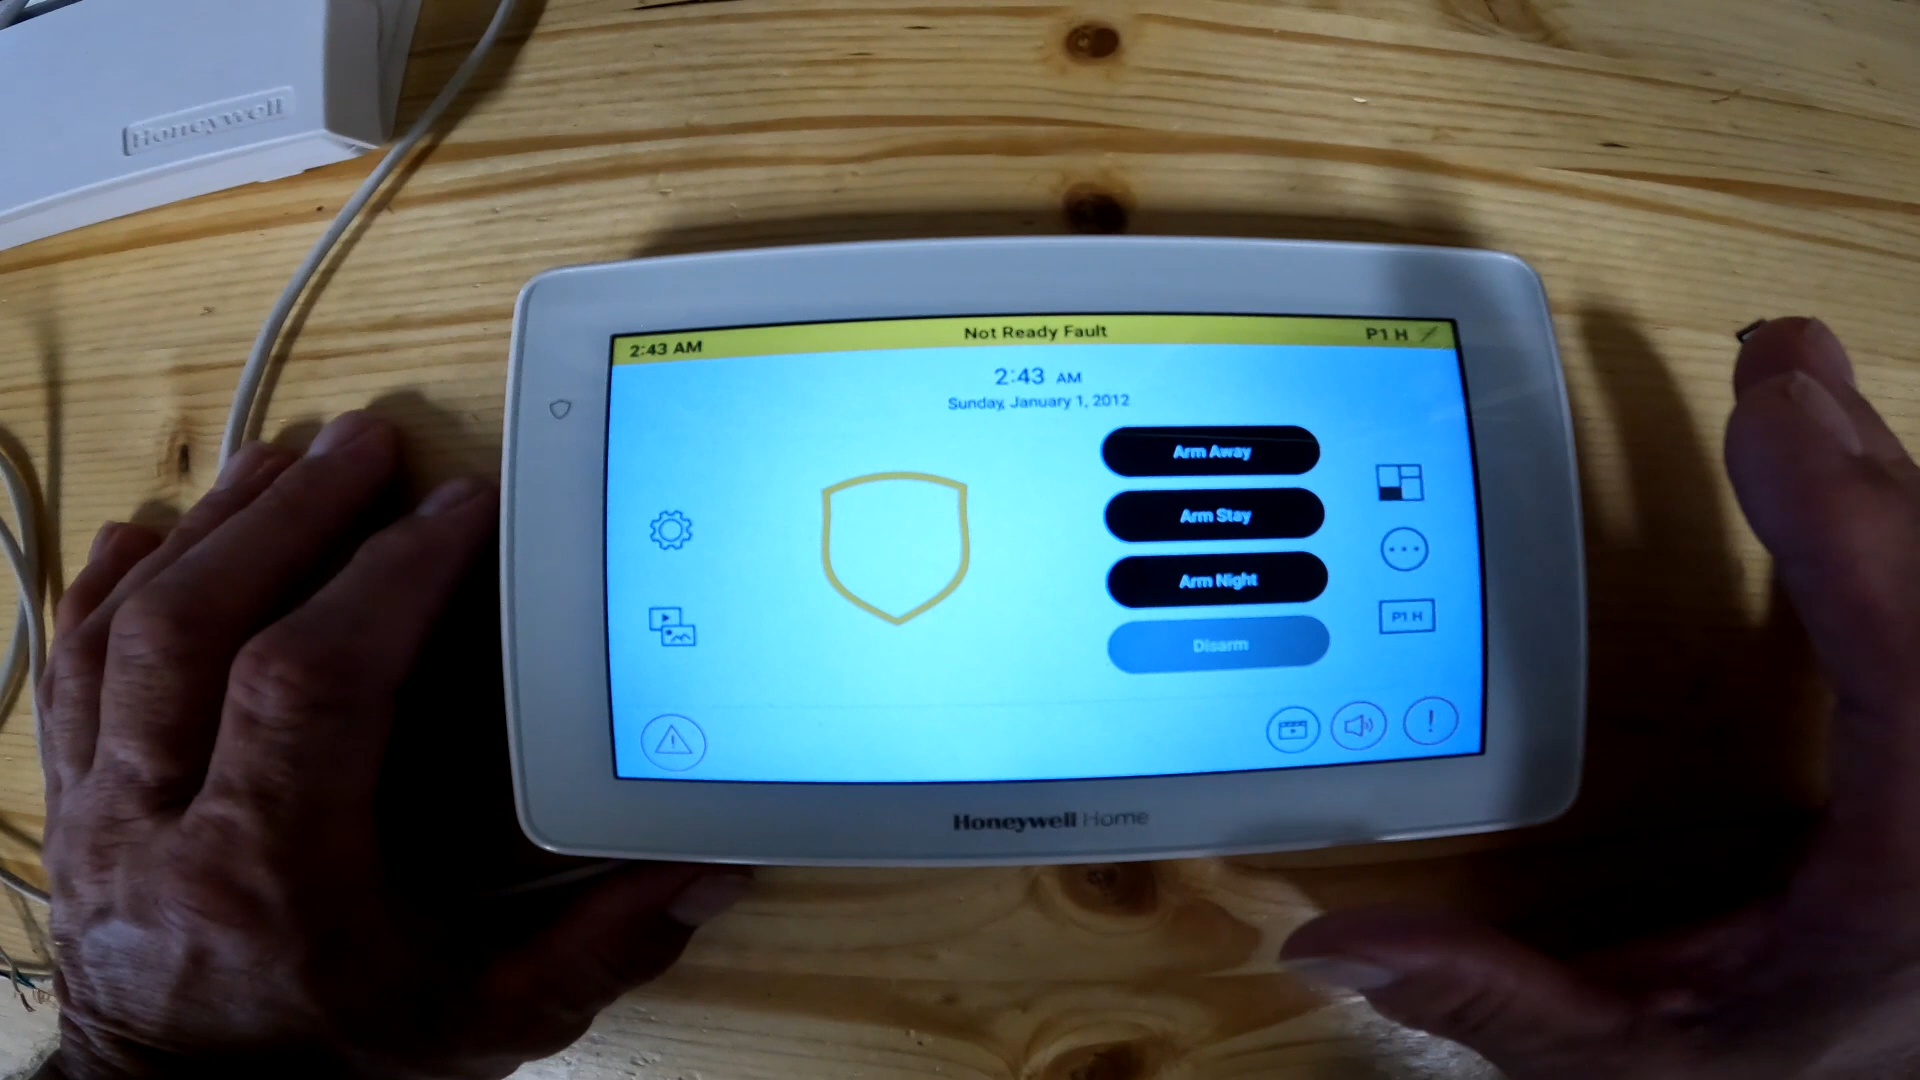 Honeywell
2:43 AM
Not Ready Fault
P1 H
2:43 AM
Sunday, January 1, 2012
Arm Away
Arm Stay
Arm Night
P1 H
Disarm
Honeywell Home